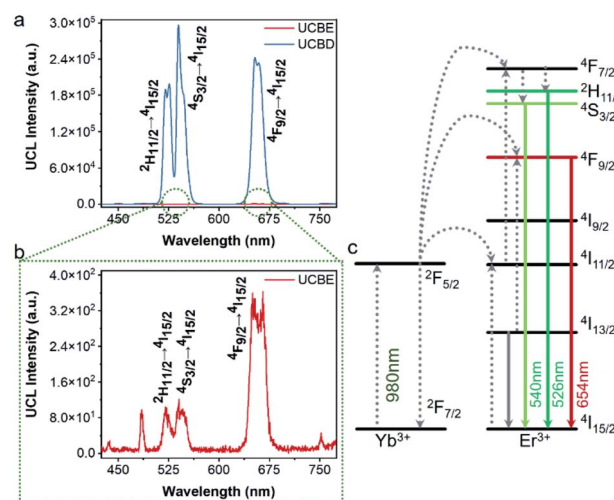 a
UCBE
UCBD
3.0×10⁵
2.4×10⁵
1.8×10⁵
1.2×10⁵
6.0×10⁴
0.0
UCL Intensity (a.u.)
²H11/2→⁴I15/2
⁴S3/2→⁴I15/2
⁴F9/2→⁴I15/2
450 525 600 675 750
Wavelength (nm)
b
UCBE
4.0×10²
3.2×10²
2.4×10²
1.6×10²
8.0×10¹
0.0
UCL Intensity (a.u.)
²H11/2→⁴I15/2
⁴S3/2→⁴I15/2
⁴F9/2→⁴I15/2
450 525 600 675 750
Wavelength (nm)
c
⁴F7/2
²H11/
⁴S3/2
⁴F9/2
⁴I9/2
⁴I11/2
²F5/2
⁴I13/2
980nm
540nm
526nm
654nm
²F7/2
⁴I15/2
Yb³⁺
Er³⁺